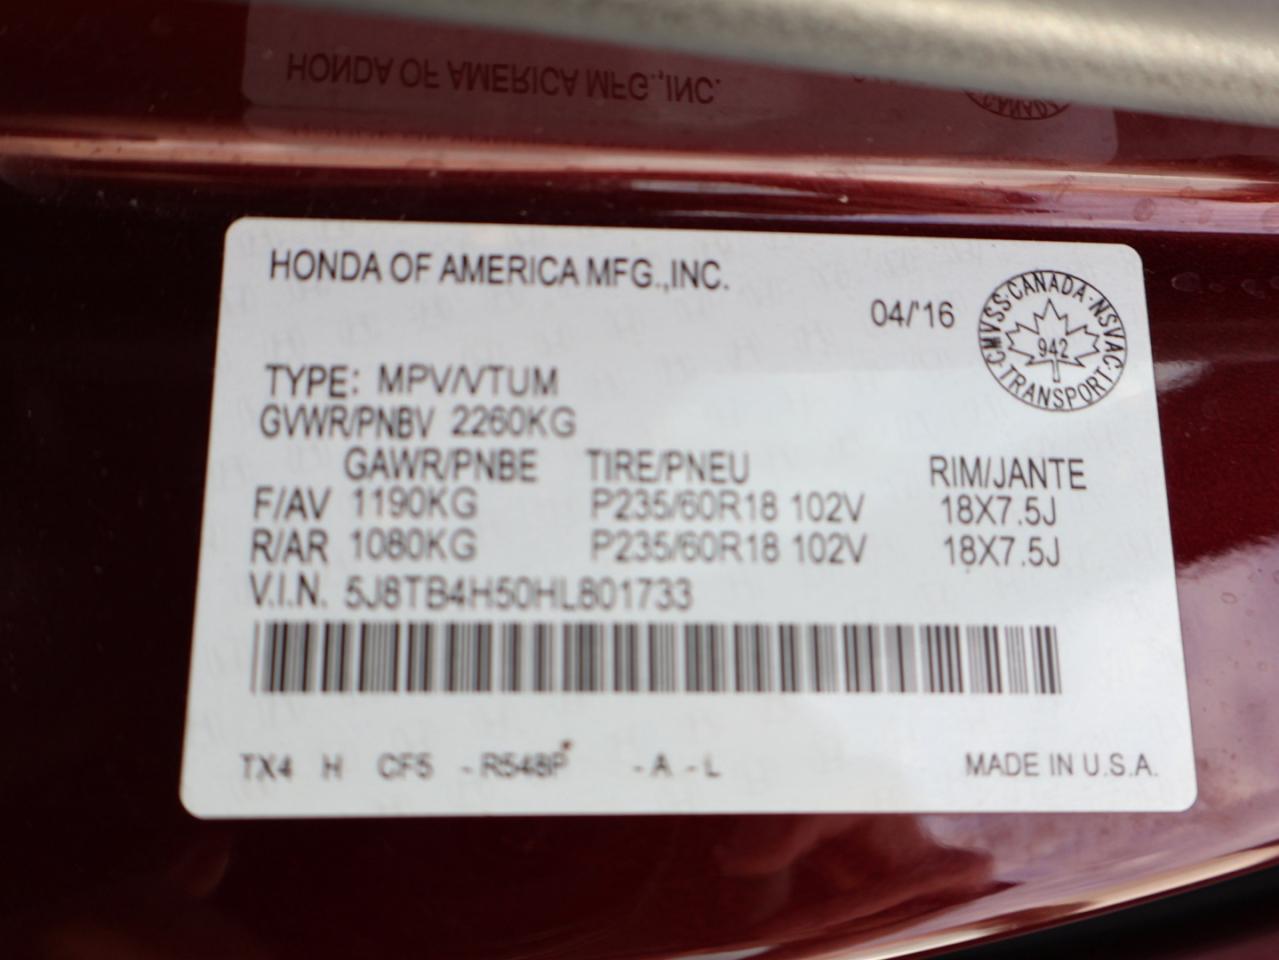 HONDA OF AMERICA MFG.,INC.
CANADA
HONDA OF AMERICA MFG.,INC.
04/'16
CMVSS·CANADA·NSVAC·TRANSPORT
942
TYPE: MPV/VTUM
GVWR/PNBV 2260KG
GAWR/PNBE TIRE/PNEU RIM/JANTE
F/AV 1190KG P235/60R18 102V 18X7.5J
R/AR 1080KG P235/60R18 102V 18X7.5J
V.I.N. 5J8TB4H50HL801733
TX4 H CF5 -R548P -A -L MADE IN U.S.A.